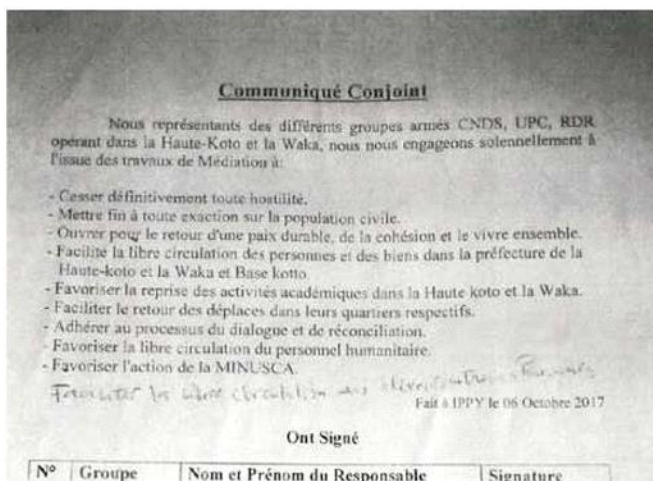 Communiqué Conjoint
Nous représentants des différents groupes armés CNDS, UPC, RDR
opérant dans la Haute-Koto et la Waka, nous nous engageons solennellement à
l'issue des travaux de Médiation à:
- Cesser définitivement toute hostilité.
- Mettre fin à toute exaction sur la population civile.
- Ouvrer pour le retour d'une paix durable, de la cohésion et le vivre ensemble.
- Facilite la libre circulation des personnes et des biens dans la préfecture de la
Haute-koto et la Waka et Base kotto
- Favoriser la reprise des activités académiques dans la Haute koto et la Waka.
- Faciliter le retour des déplaces dans leurs quartiers respectifs.
- Adhérer au processus du dialogue et de réconciliation.
- Favoriser la libre circulation du personnel humanitaire.
- Favoriser l'action de la MINUSCA.
libre circulation
Fait à IPPY le 06 Octobre 2017
Ont Signé
N° Groupe Nom et Prénom du Responsable Signature